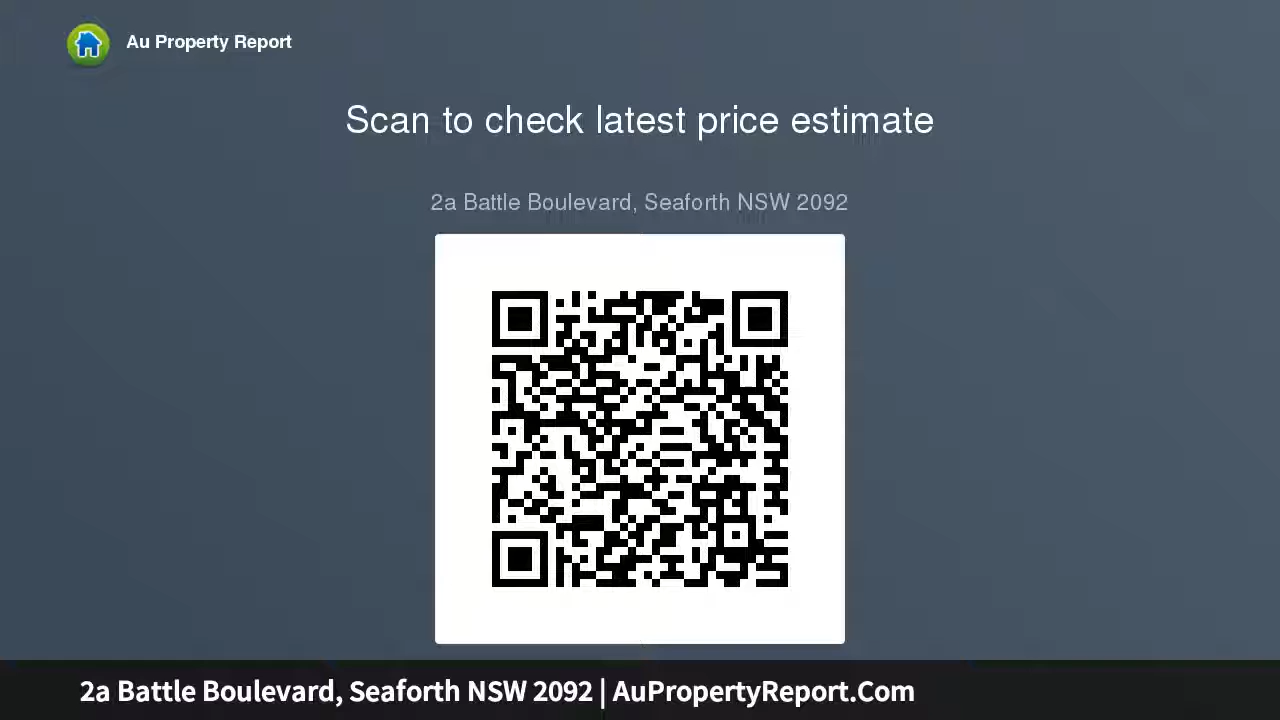 Au Property Report
Scan to check latest price estimate
2a Battle Boulevard, Seaforth NSW 2092
2a Battle Boulevard, Seaforth NSW 2092 | AuPropertyReport.Com